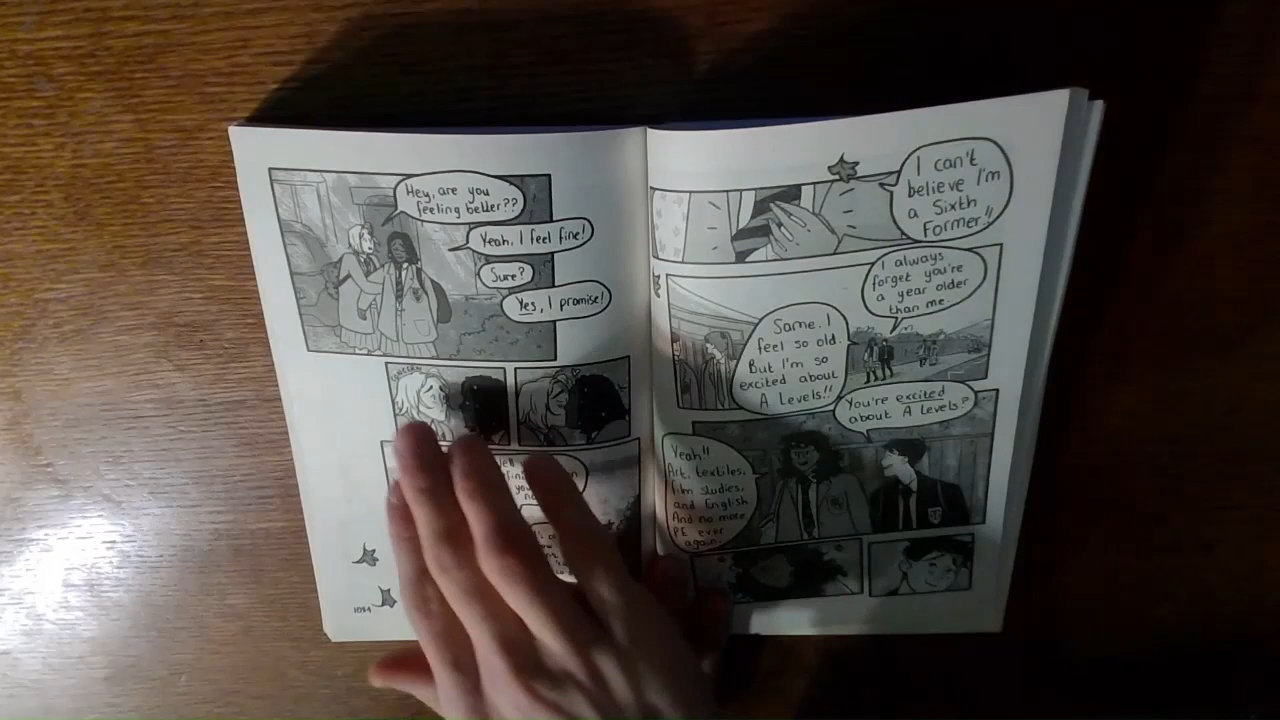 Hey, are you
feeling better??
Yeah, I feel fine!
Sure?
Yes, I promise!
you
1094
I can't
believe I'm
a Sixth
Former!!
I always
forget you're
a year older
than me.
Same. I
feel so old.
But I'm so
excited about
A Levels!!
You're excited
about A Levels?
Yeah!!
Art, textiles,
film studies,
and English
And no more
PE ever
again.